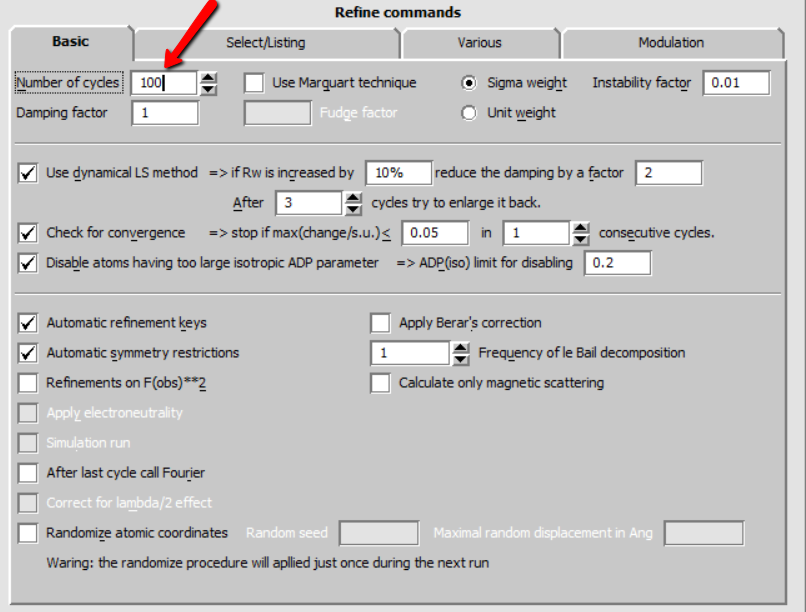 Refine commands
Basic Select/Listing Various Modulation
Number of cycles 100 Use Marquart technique Sigma weight Instability factor 0.01
Damping factor 1 Fudge factor Unit weight
Use dynamical LS method => if Rw is increased by 10% reduce the damping by a factor 2
After 3 cycles try to enlarge it back.
Check for convergence => stop if max(change/s.u.)< 0.05 in 1 consecutive cycles.
Disable atoms having too large isotropic ADP parameter => ADP(iso) limit for disabling 0.2
Automatic refinement keys Apply Berar's correction
Automatic symmetry restrictions 1 Frequency of le Bail decomposition
Refinements on F(obs)**2 Calculate only magnetic scattering
Apply electroneutrality
Simulation run
After last cycle call Fourier
Correct for lambda/2 effect
Randomize atomic coordinates Random seed Maximal random displacement in Ang
Waring: the randomize procedure will apllied just once during the next run